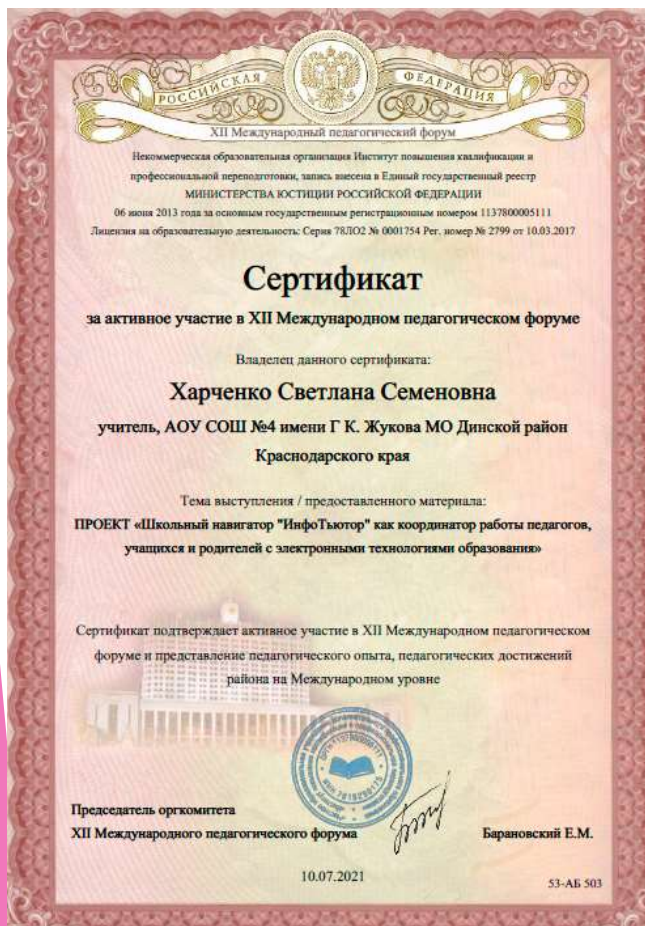 РОССИЙСКАЯ ФЕДЕРАЦИЯ
XII Международный педагогический форум
Некоммерческая образовательная организация Институт повышения квалификации и
профессиональной переподготовки, запись внесена в Единый государственный реестр
МИНИСТЕРСТВА ЮСТИЦИИ РОССИЙСКОЙ ФЕДЕРАЦИИ
06 июня 2013 года за основным государственным регистрационным номером 1137800005111
Лицензия на образовательную деятельность: Серия 78ЛО2 № 0001754 Рег. номер № 2799 от 10.03.2017
Сертификат
за активное участие в XII Международном педагогическом форуме
Владелец данного сертификата:
Харченко Светлана Семеновна
учитель, АОУ СОШ №4 имени Г К. Жукова МО Динской район
Краснодарского края
Тема выступления / предоставленного материала:
ПРОЕКТ «Школьный навигатор "ИнфоТьютор" как координатор работы педагогов,
учащихся и родителей с электронными технологиями образования»
Сертификат подтверждает активное участие в XII Международном педагогическом
форуме и представление педагогического опыта, педагогических достижений
района на Международном уровне
Председатель оргкомитета
XII Международного педагогического форума Барановский Е.М.
10.07.2021
53-АБ 503